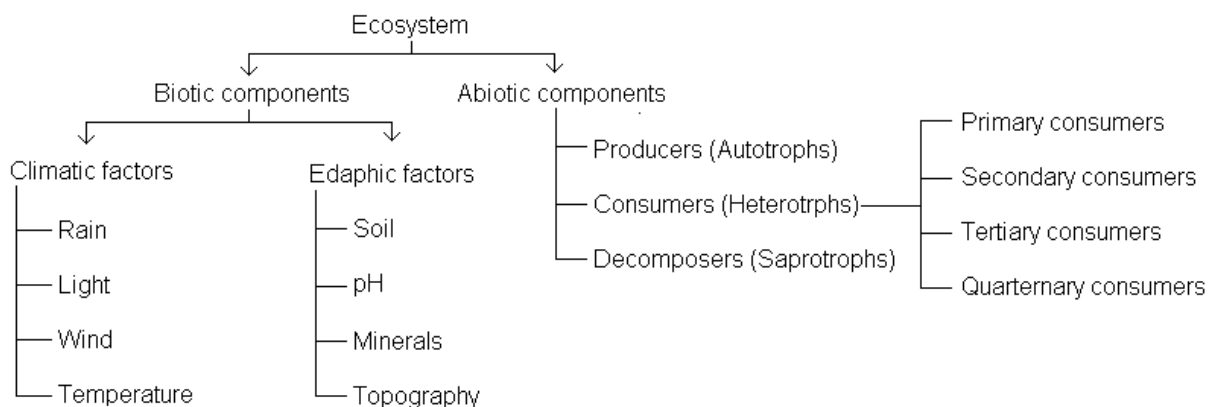 Ecosystem
Biotic components
Abiotic components
Climatic factors
Rain
Light
Wind
Temperature
Edaphic factors
Soil
pH
Minerals
Topography
Producers (Autotrophs)
Consumers (Heterotrphs)
Decomposers (Saprotrophs)
Primary consumers
Secondary consumers
Tertiary consumers
Quarternary consumers